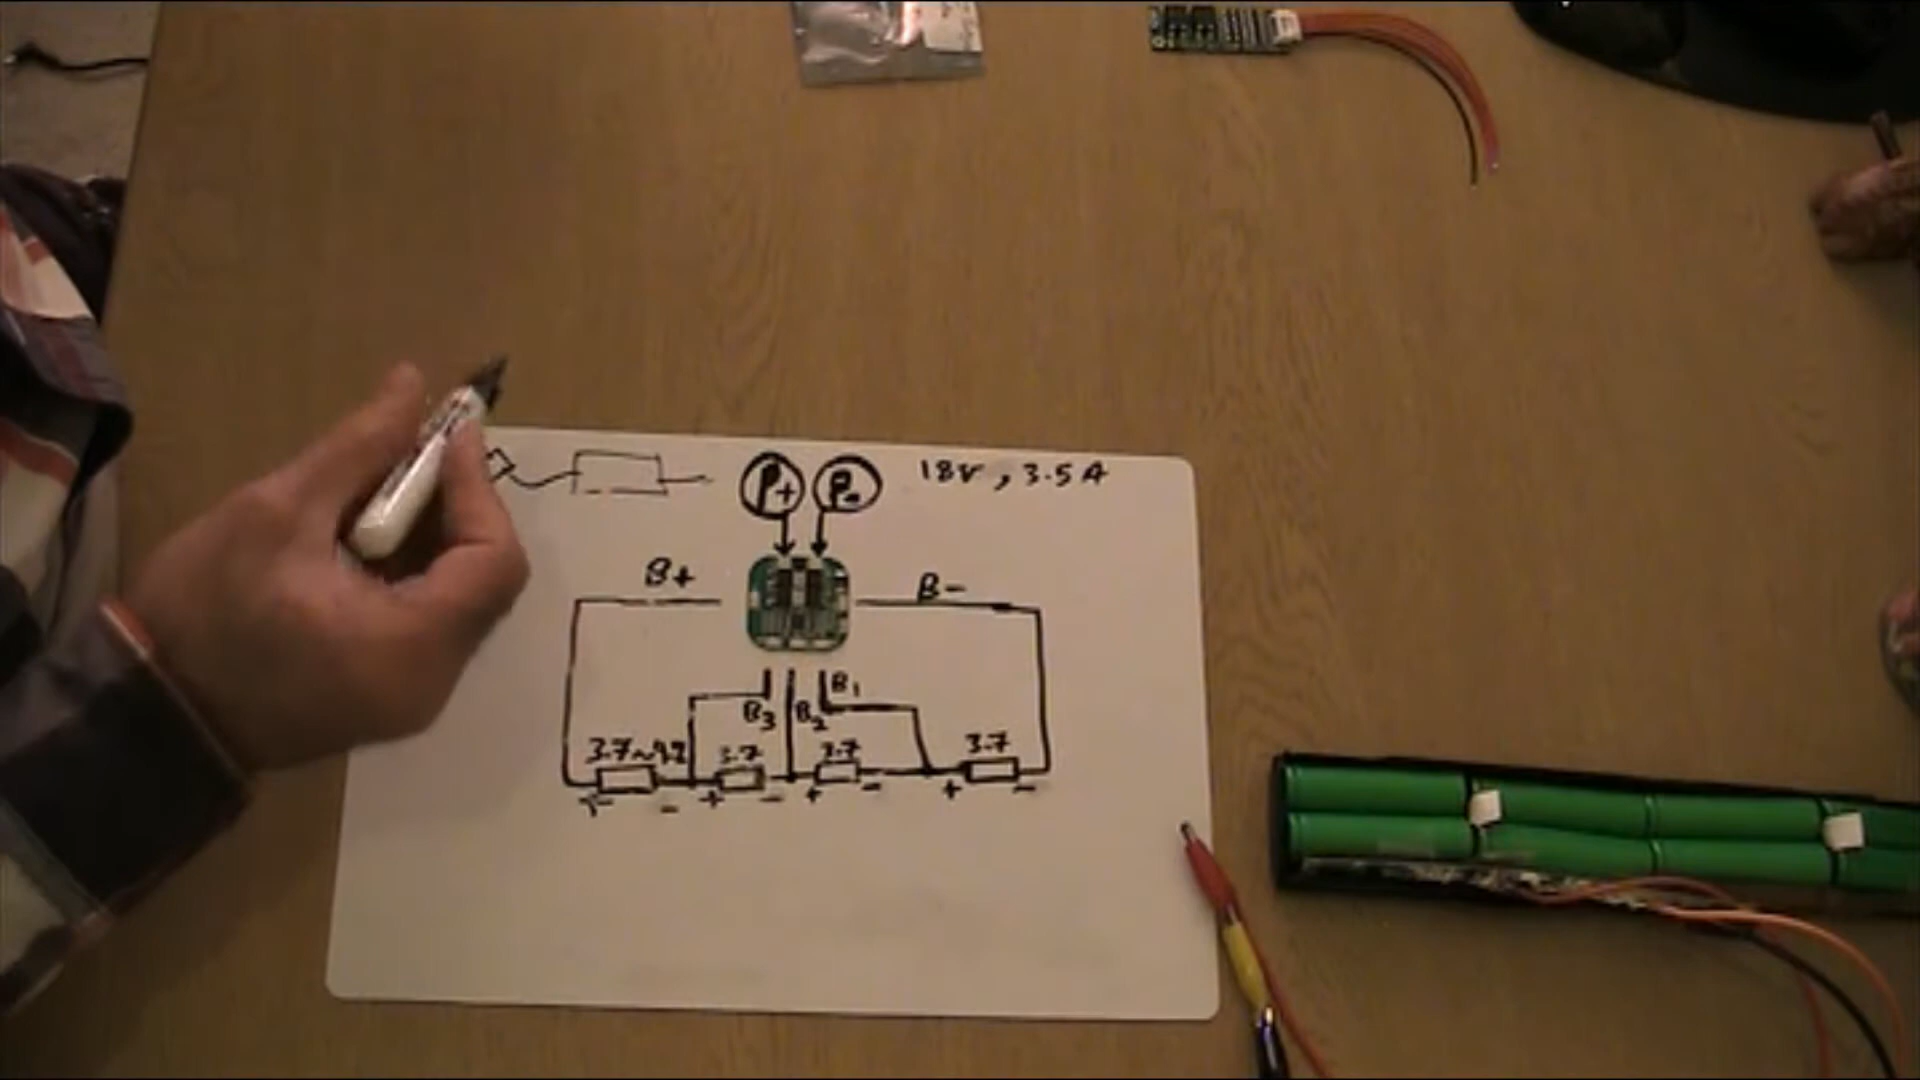 P+ P- 18V, 3.5A
B+ B-
B3 B2 B1
3.7~4.2 3.7 3.7 3.7
+ - + - + - + -